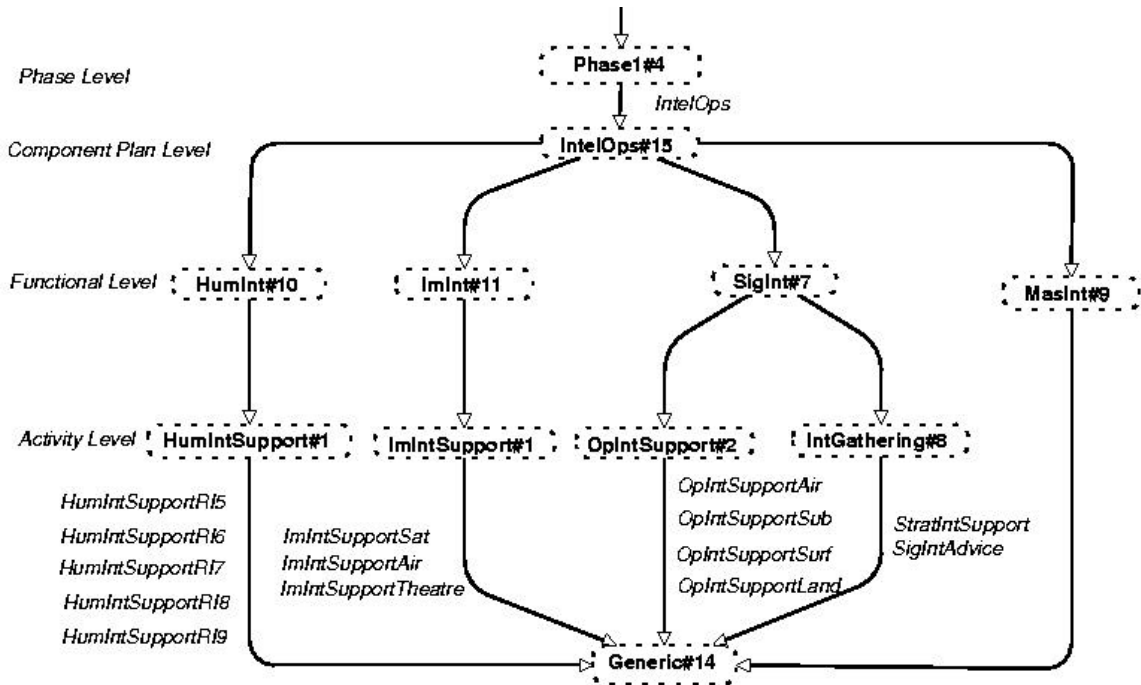 Phase1#4
Phase Level
IntelOps
Component Plan Level
IntelOps#15
Functional Level
HumInt#10
ImInt#11
SigInt#7
MasInt#9
Activity Level
HumIntSupport#1
ImIntSupport#1
OpIntSupport#2
IntGathering#8
HumIntSupportRI5
HumIntSupportRI6
HumIntSupportRI7
HumIntSupportRI8
HumIntSupportRI9
ImIntSupportSat
ImIntSupportAir
ImIntSupportTheatre
OpIntSupportAir
OpIntSupportSub
OpIntSupportSurf
OpIntSupportLand
StratIntSupport
SigIntAdvice
Generic#14